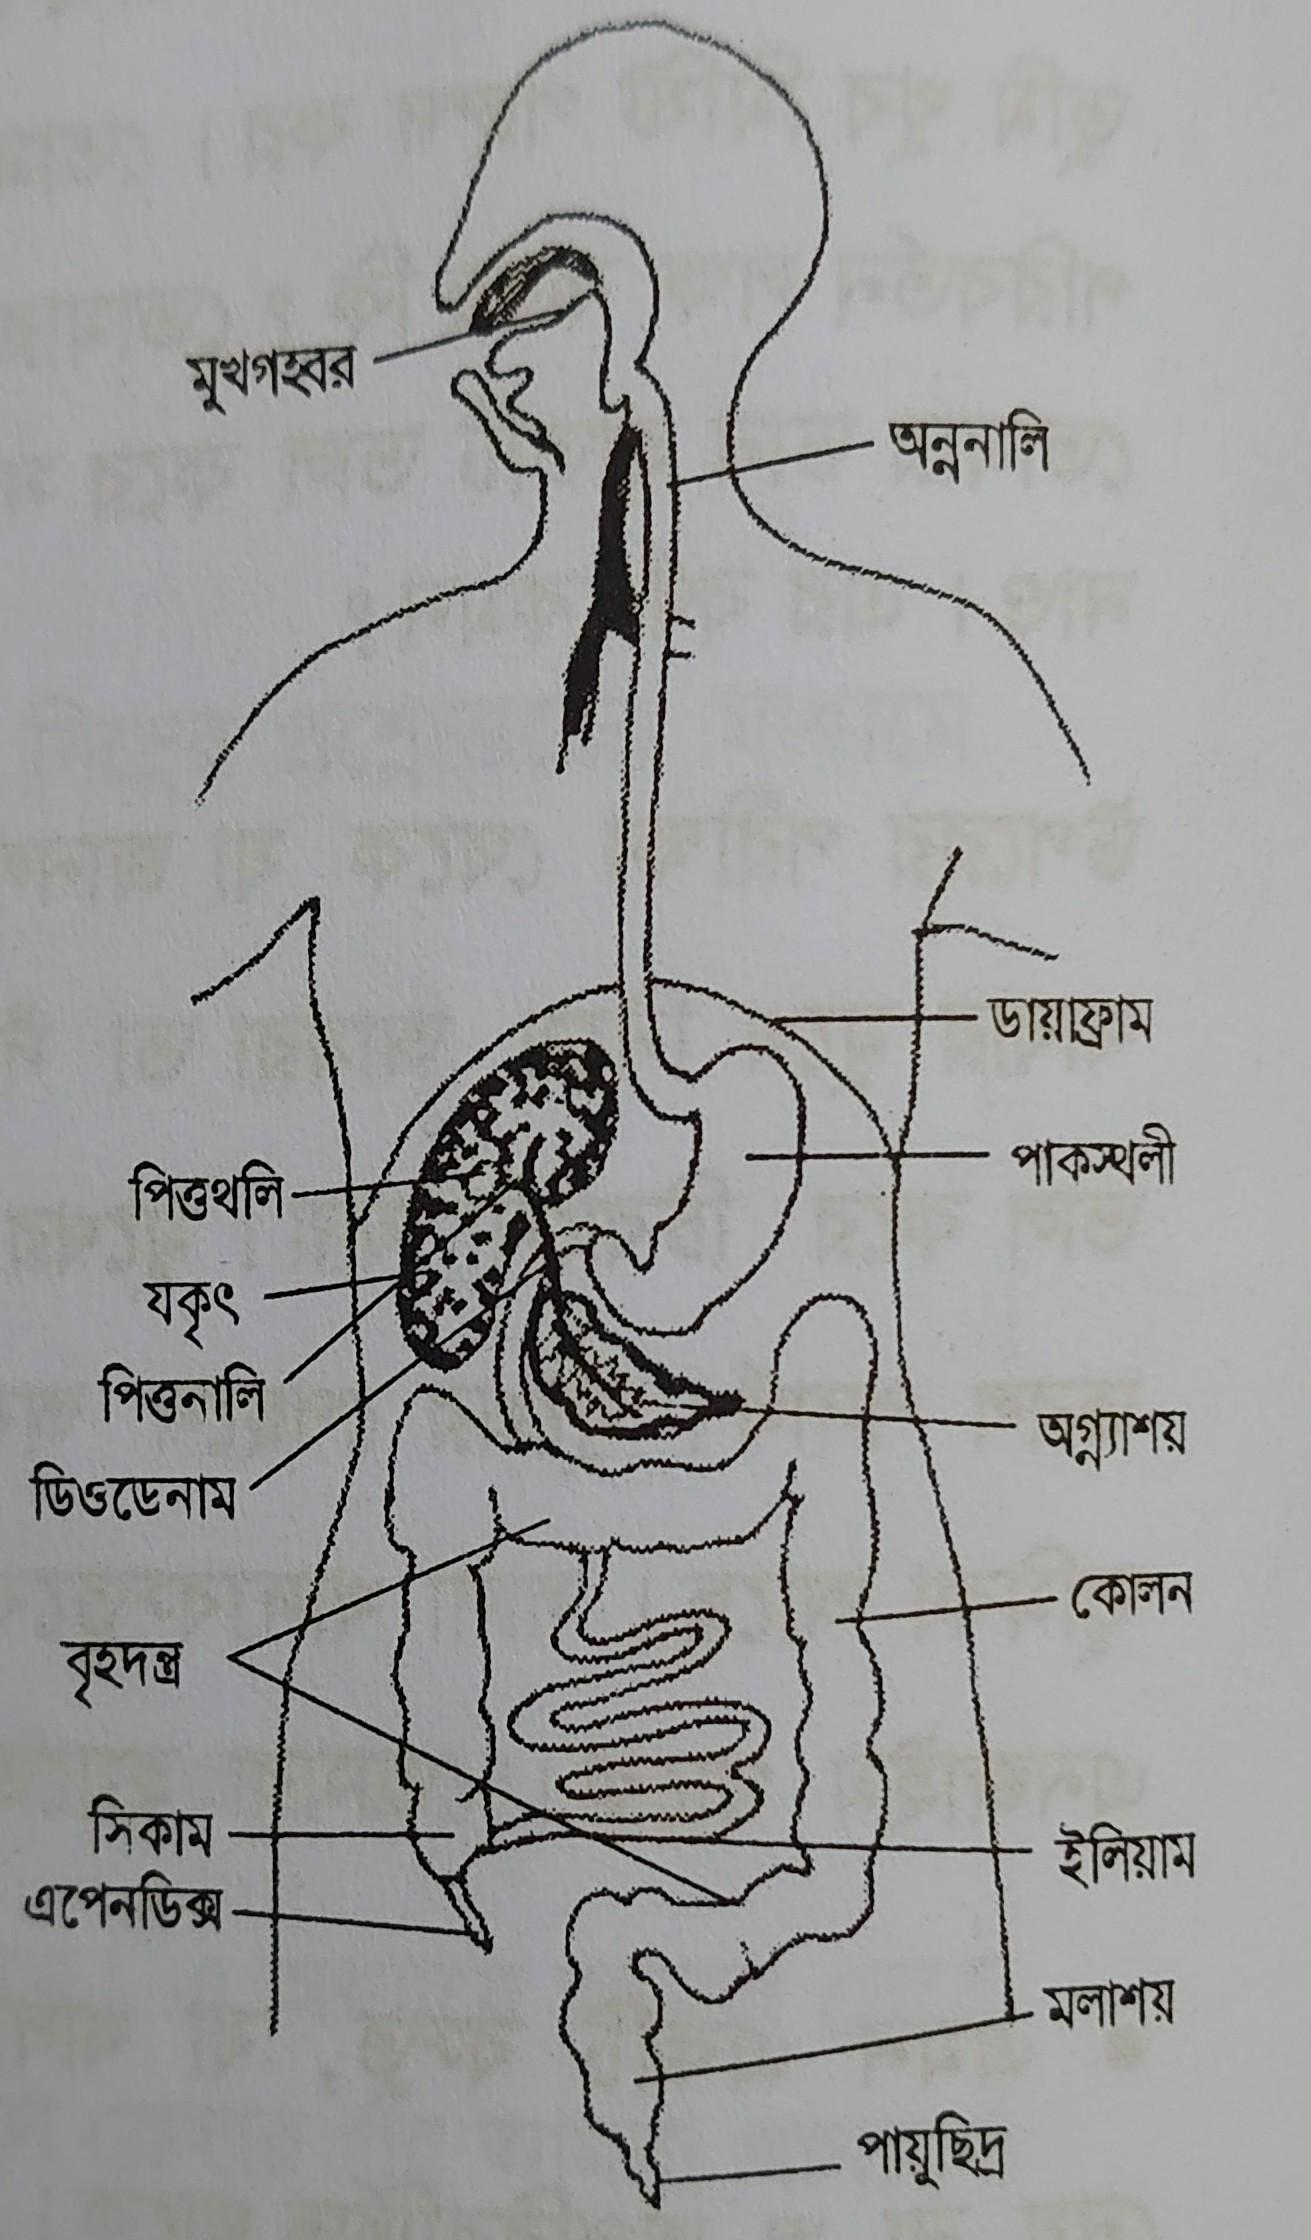 মুখগহ্বর
অন্ননালি
ডায়াফ্রাম
পাকস্থলী
পিত্তথলি
যকৃৎ
পিত্তনালি
অগ্ন্যাশয়
ডিওডেনাম
কোলন
বৃহদন্ত্র
সিকাম
ইলিয়াম
এপেনডিক্স
মলাশয়
পায়ুছিদ্র